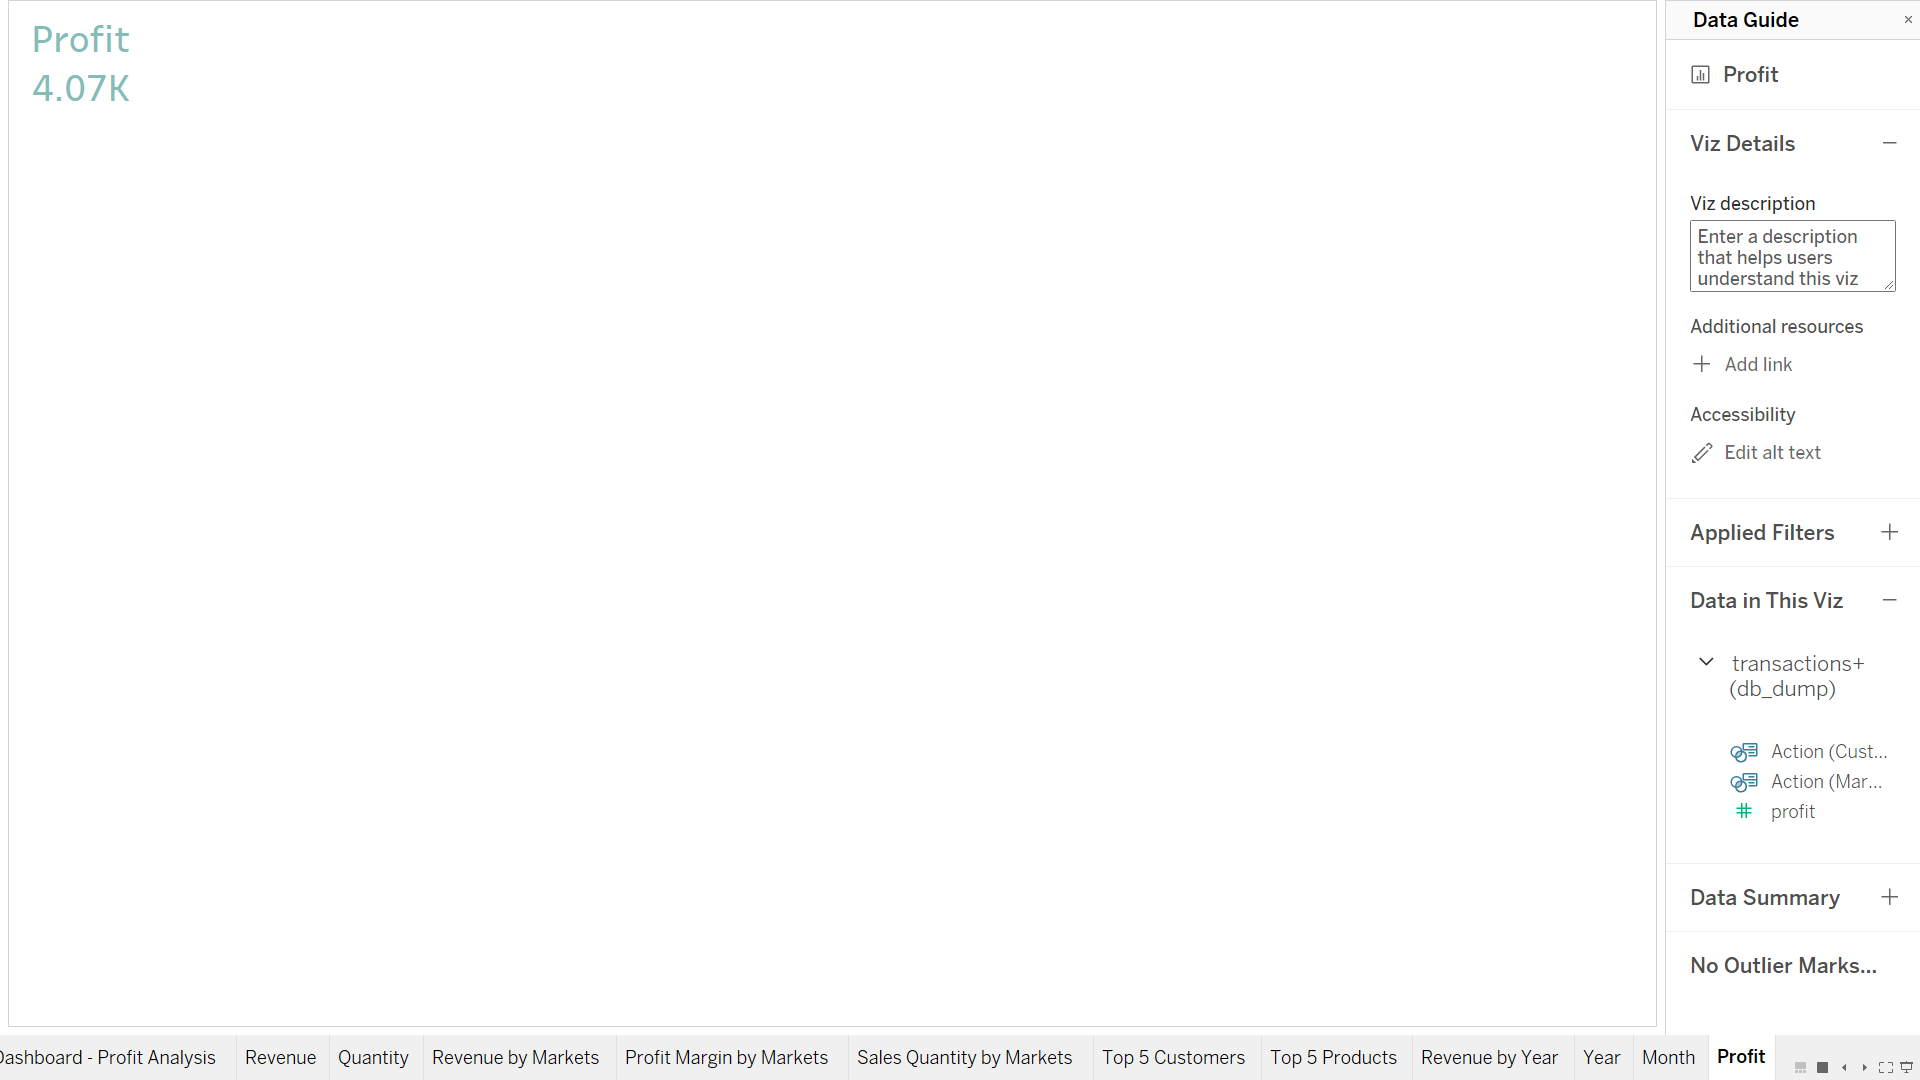 Profit
4.07K
Data Guide
Profit
Viz Details
Viz description
Enter a description
that helps users
understand this viz
Additional resources
Add link
Accessibility
Edit alt text
Applied Filters
Data in This Viz
transactions+
(db_dump)
Action (Cust...
Action (Mar...
profit
Data Summary
No Outlier Marks...
Dashboard - Profit Analysis
Revenue
Quantity
Revenue by Markets
Profit Margin by Markets
Sales Quantity by Markets
Top 5 Customers
Top 5 Products
Revenue by Year
Year
Month
Profit